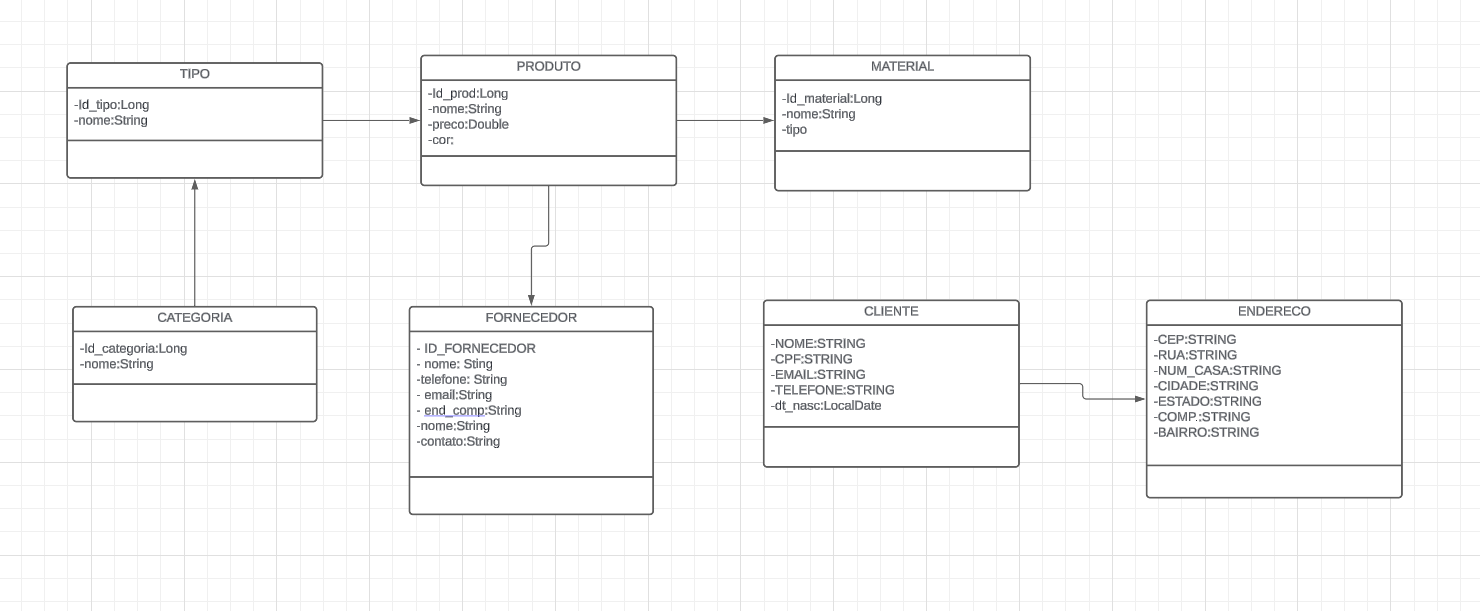 TIPO
-Id_tipo:Long
-nome:String
PRODUTO
-Id_prod:Long
-nome:String
-preco:Double
-cor;
MATERIAL
-Id_material:Long
-nome:String
-tipo
CATEGORIA
-Id_categoria:Long
-nome:String
FORNECEDOR
- ID_FORNECEDOR
- nome: Sting
-telefone: String
- email:String
- end_comp:String
-nome:String
-contato:String
CLIENTE
-NOME:STRING
-CPF:STRING
-EMAIL:STRING
-TELEFONE:STRING
-dt_nasc:LocalDate
ENDERECO
-CEP:STRING
-RUA:STRING
-NUM_CASA:STRING
-CIDADE:STRING
-ESTADO:STRING
-COMP.:STRING
-BAIRRO:STRING